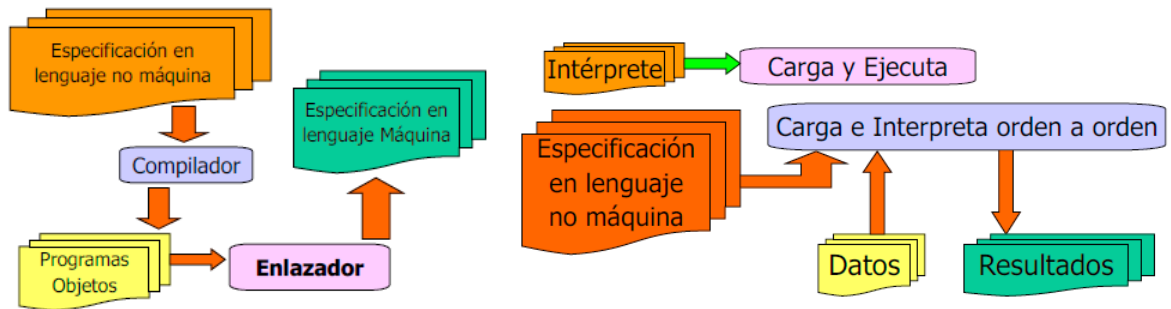 Especificación en
lenguaje no máquina
Compilador
Programas
Objetos
Enlazador
Especificación en
lenguaje Máquina
Intérprete
Carga y Ejecuta
Carga e Interpreta orden a orden
Especificación
en lenguaje
no máquina
Datos
Resultados